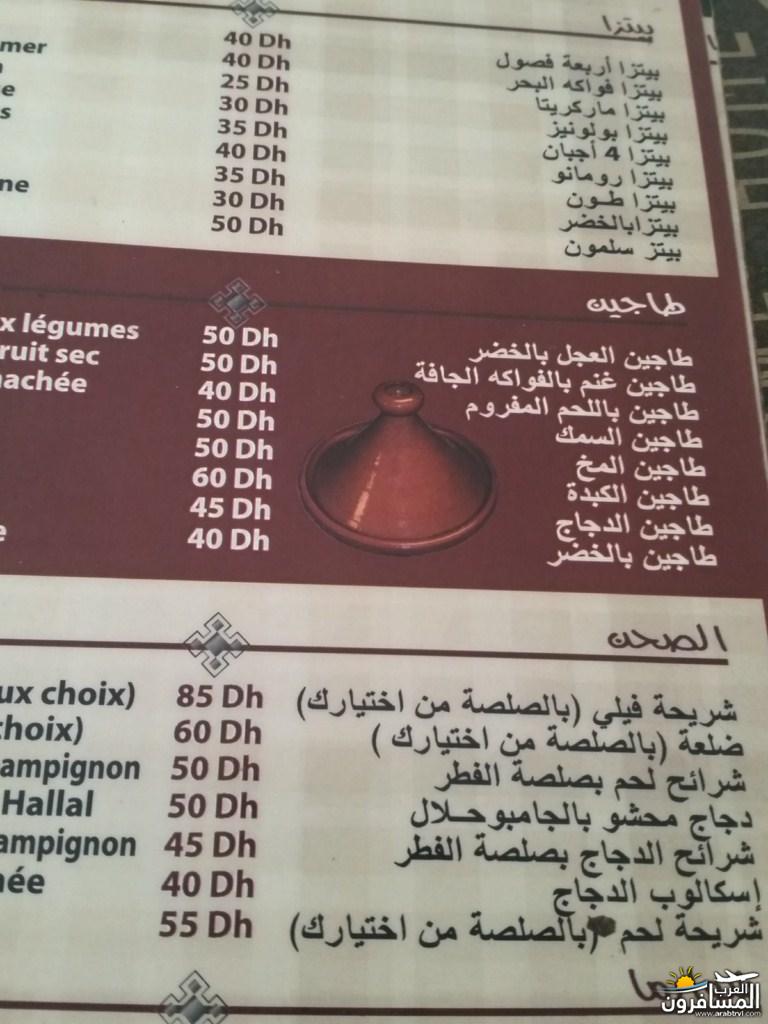 بيتزا
40 Dh بيتزا أربعة فصول
mer 40 Dh بيتزا فواكه البحر
25 Dh بيتزا ماركريتا
30 Dh بيتزا بولونيز
35 Dh بيتزا 4 أجبان
40 Dh بيتزا رومانو
35 Dh بيتزا طـون
ne 30 Dh بيتزابالخضر
50 Dh بيتز سلمون
طاجين
x légumes 50 Dh طاجين العجل بالخضر
ruit sec 50 Dh طاجين غنم بالفواكه الجافة
achée 40 Dh طاجين باللحم المفروم
50 Dh طاجين السمك
50 Dh طاجين المخ
60 Dh طاجين الكبدة
45 Dh طاجين الدجاج
e 40 Dh طاجين بالخضر
الصحن
ux choix) 85 Dh شريحة فيلي (بالصلصة من اختيارك)
choix) 60 Dh ضلعة (بالصلصة من اختيارك )
ampignon 50 Dh شرائح لحم بصلصة الفطر
Hallal 50 Dh دجاج محشو بالجامبوحـلال
ampignon 45 Dh شرائح الدجاج بصلصة الفطر
ée 40 Dh إسكالوب الدجاج
55 Dh شريحة لحم (بالصلصة من اختيارك)
العرب
المسافرون
www.arabtrvl.com